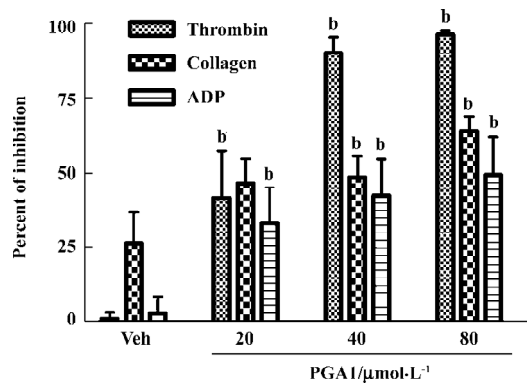 100
75
50
25
0
Percent of inhibition
Thrombin
Collagen
ADP
b
b
b
b
b
b
b
b
Veh
20
40
80
PGA1/μmol·L⁻¹